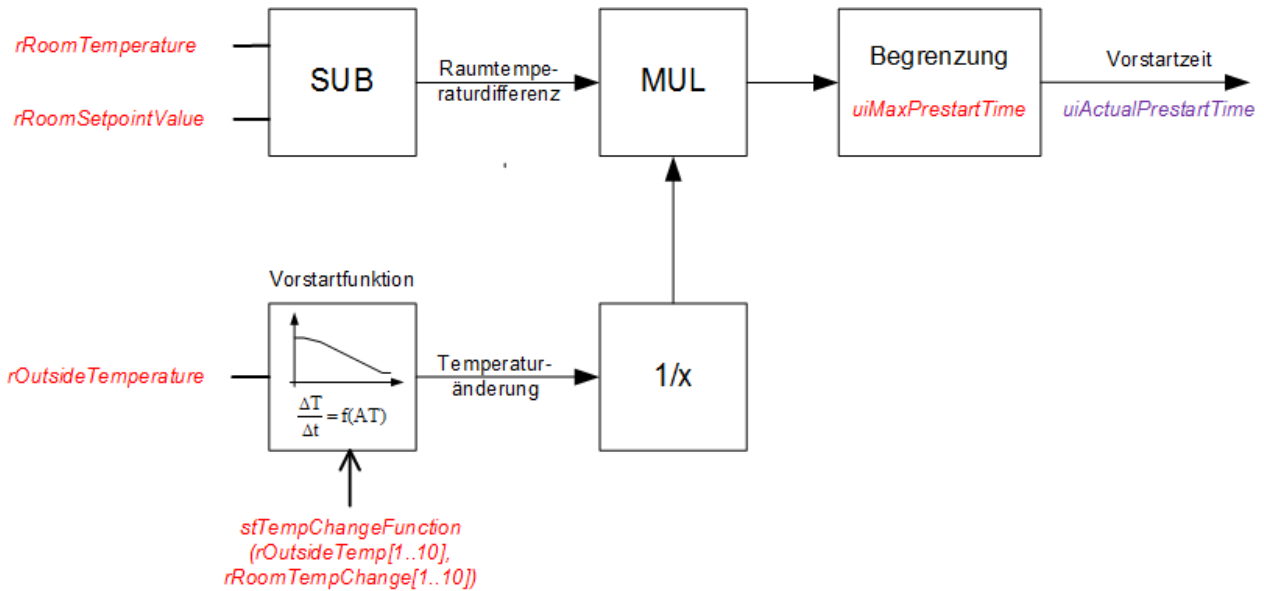 rRoomTemperature
rRoomSetpointValue
SUB
Raumtempe-
raturdifferenz
MUL
Begrenzung
uiMaxPrestartTime
Vorstartzeit
uiActualPrestartTime
Vorstartfunktion
rOutsideTemperature
ΔT/Δt = f(AT)
Temperatur-
änderung
1/x
stTempChangeFunction
(rOutsideTemp[1..10],
rRoomTempChange[1..10])